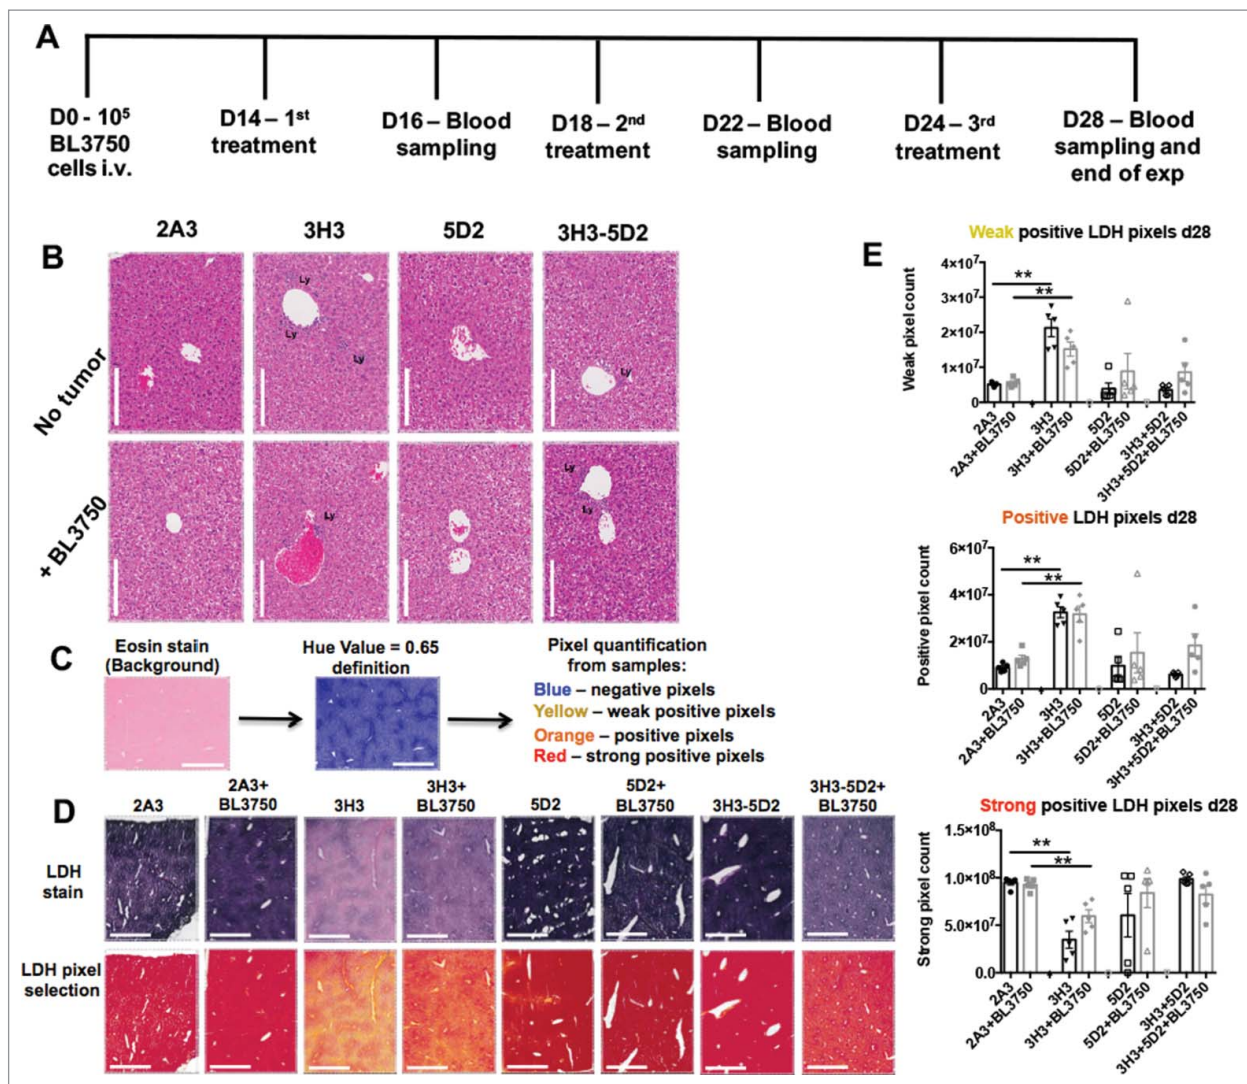 A
D0 - 10⁵
BL3750
cells i.v.
D14 – 1ˢᵗ
treatment
D16 – Blood
sampling
D18 – 2ⁿᵈ
treatment
D22 – Blood
sampling
D24 – 3ʳᵈ
treatment
D28 – Blood
sampling and
end of exp
B
2A3
3H3
5D2
3H3-5D2
No tumor
Ly
Ly
Ly
Ly
+ BL3750
Ly
Ly
Ly
C
Eosin stain
(Background)
Hue Value = 0.65
definition
Pixel quantification
from samples:
Blue – negative pixels
Yellow – weak positive pixels
Orange – positive pixels
Red – strong positive pixels
D
2A3
2A3+
BL3750
3H3
3H3+
BL3750
5D2
5D2+
BL3750
3H3-5D2
3H3-5D2+
BL3750
LDH
stain
LDH pixel
selection
E
Weak positive LDH pixels d28
Weak pixel count
4×10⁷
3×10⁷
2×10⁷
1×10⁷
0
**
**
2A3
2A3+BL3750
3H3
3H3+BL3750
5D2
5D2+BL3750
3H3+5D2
3H3+5D2+BL3750
Positive LDH pixels d28
Positive pixel count
6×10⁷
4×10⁷
2×10⁷
0
**
**
2A3
2A3+BL3750
3H3
3H3+BL3750
5D2
5D2+BL3750
3H3+5D2
3H3+5D2+BL3750
Strong positive LDH pixels d28
Strong pixel count
1.5×10⁸
1.0×10⁸
5.0×10⁷
0.0
**
**
2A3
2A3+BL3750
3H3
3H3+BL3750
5D2
5D2+BL3750
3H3+5D2
3H3+5D2+BL3750